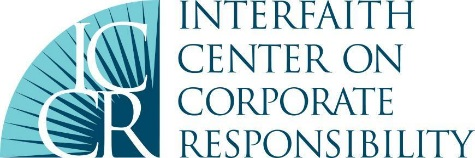 IC
CR
INTERFAITH
CENTER ON
CORPORATE
RESPONSIBILITY